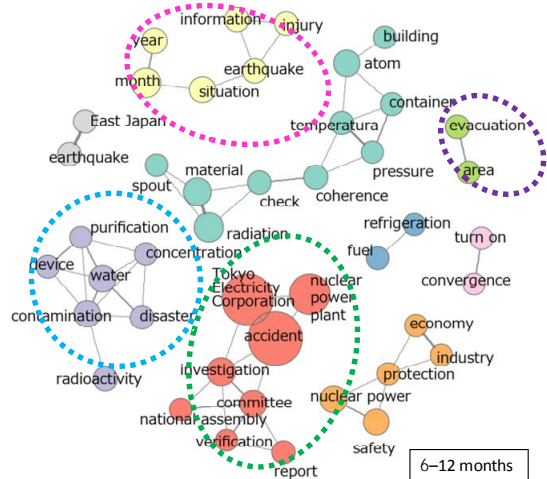 information
injury
year
building
month
earthquake
situation
atom
container
East Japan
temperatura
evacuation
earthquake
material
spout
pressure
area
check
coherence
purification
radiation
refrigeration
turn on
concentration
fuel
device
water
Tokyo
Electricity
Corporation
nuclear
power
plant
convergence
contamination
disaster
accident
economy
industry
investigation
protection
radioactivity
nuclear power
committee
national assembly
verification
safety
report
6–12 months